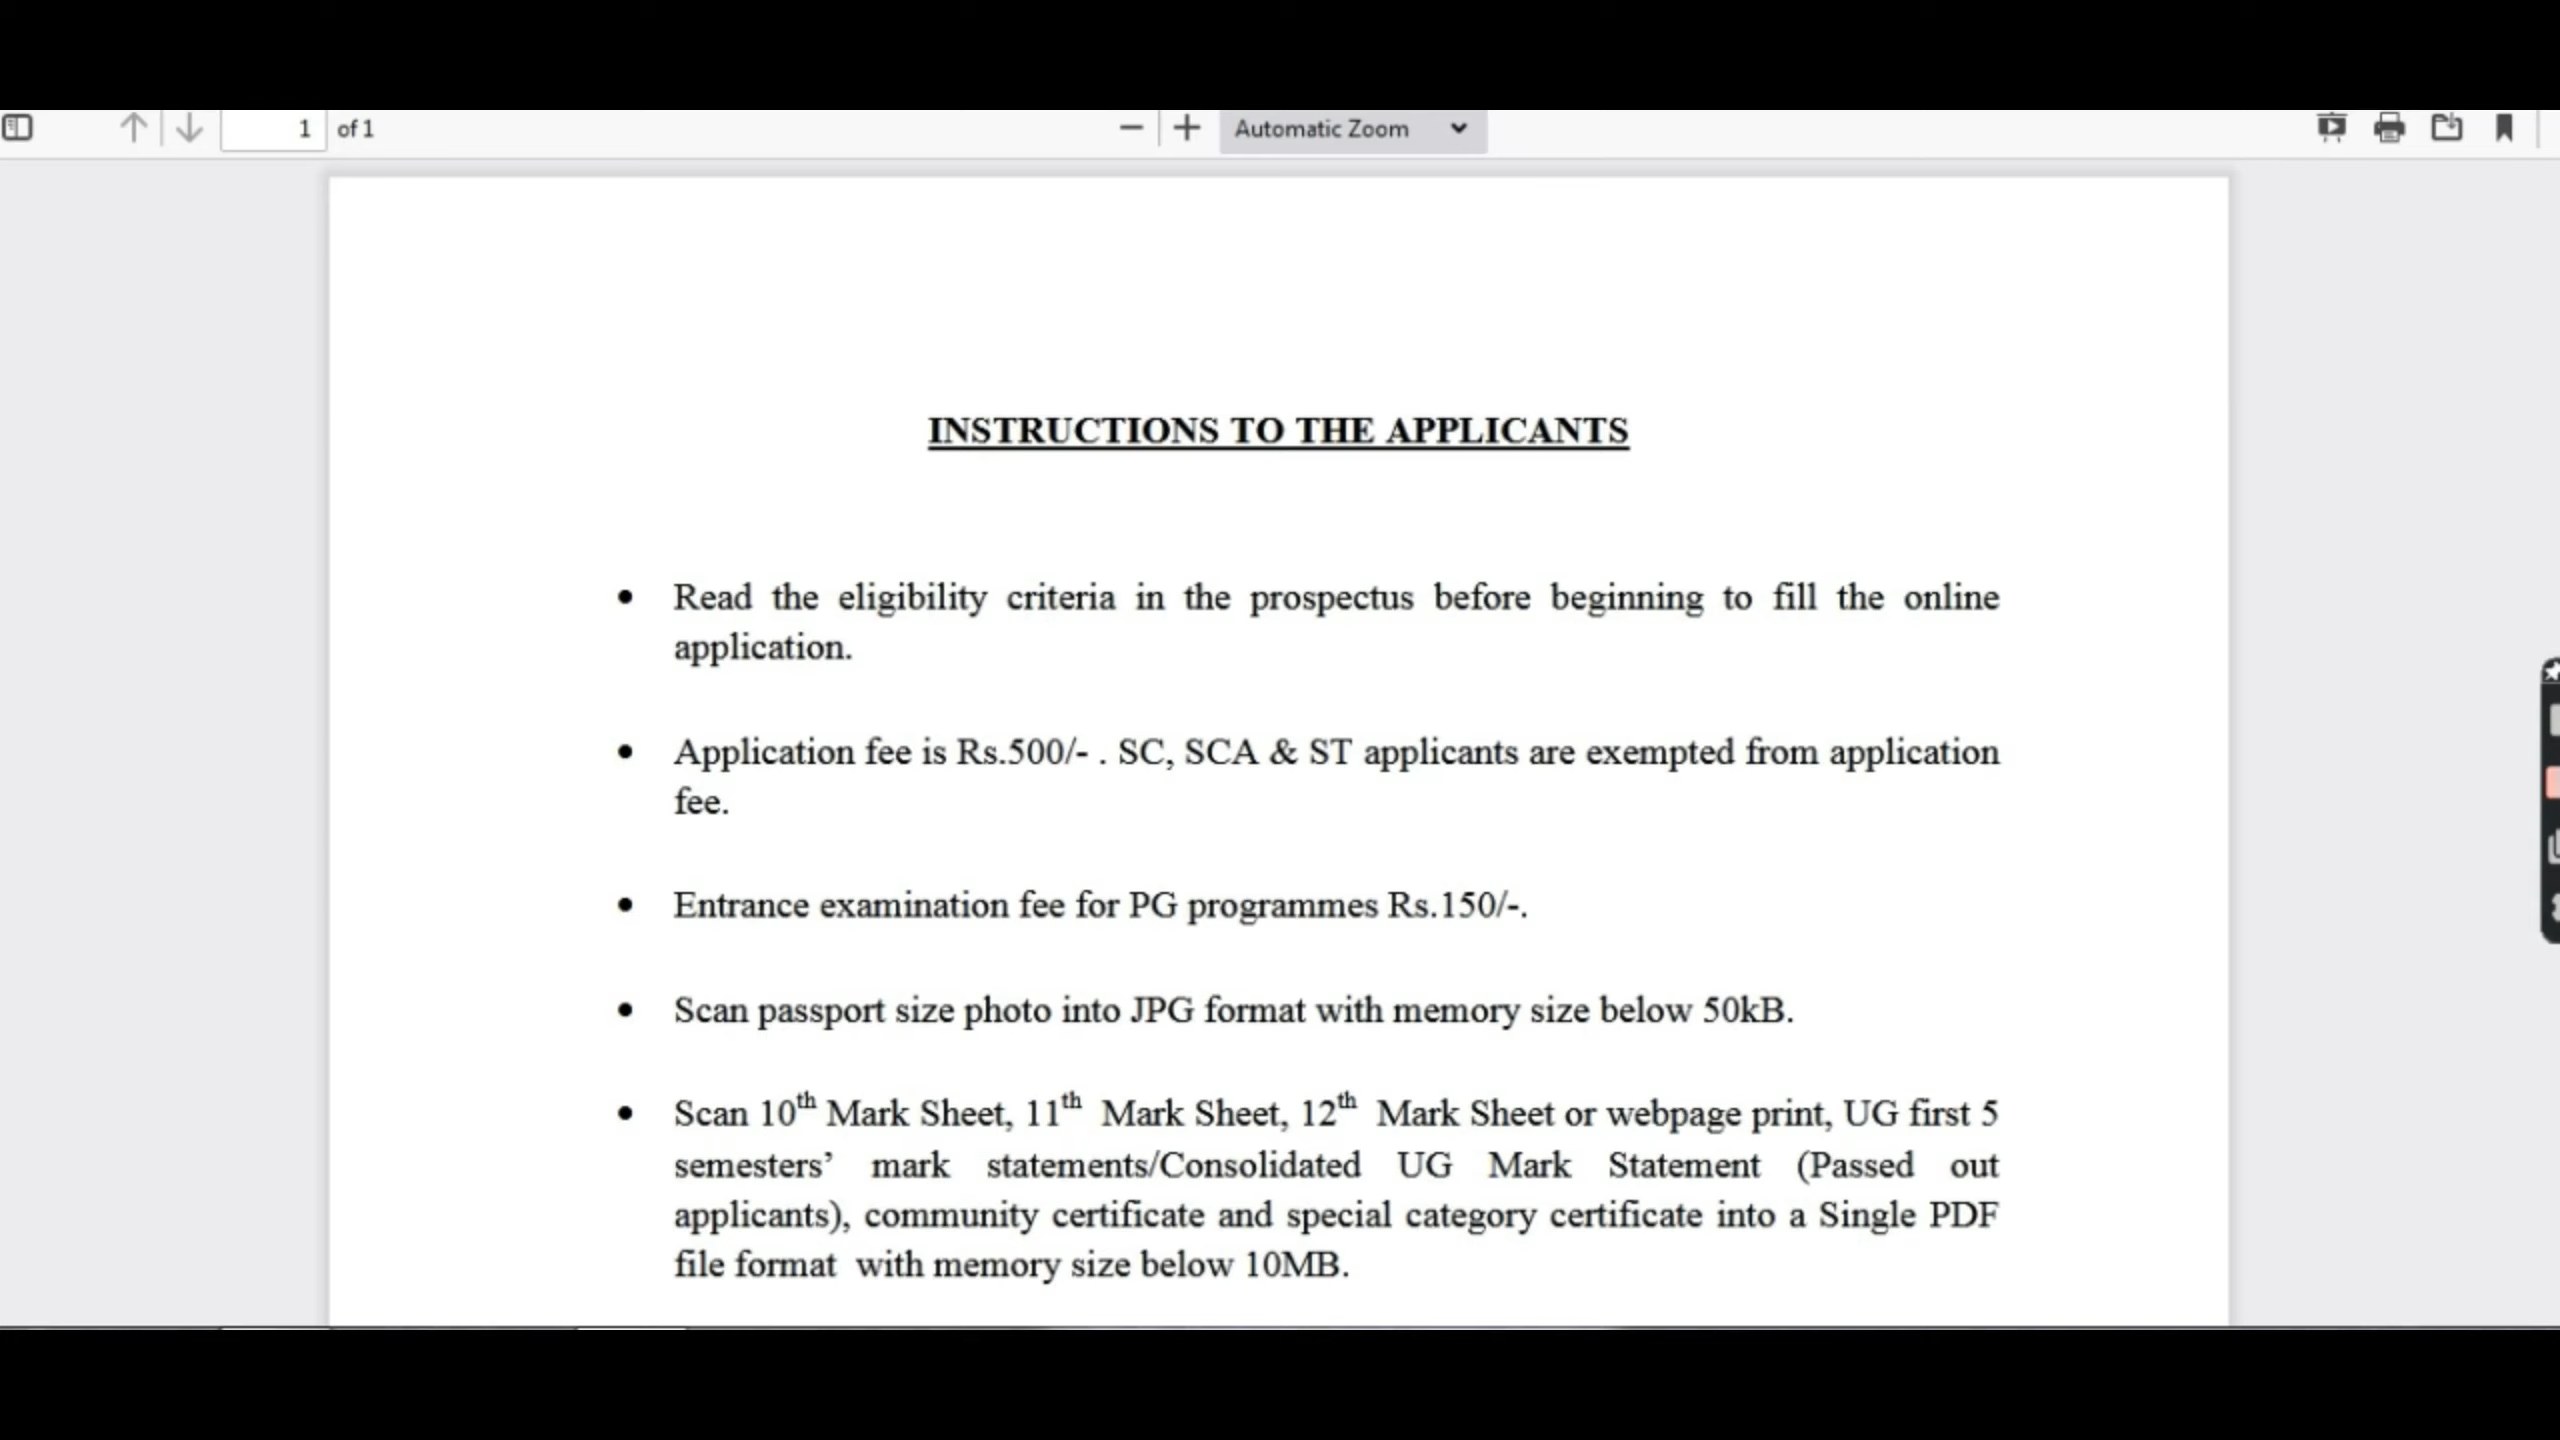 1 of 1
Automatic Zoom
INSTRUCTIONS TO THE APPLICANTS
• Read the eligibility criteria in the prospectus before beginning to fill the online
application.
• Application fee is Rs.500/- . SC, SCA & ST applicants are exempted from application
fee.
• Entrance examination fee for PG programmes Rs.150/-.
• Scan passport size photo into JPG format with memory size below 50kB.
• Scan 10th Mark Sheet, 11th Mark Sheet, 12th Mark Sheet or webpage print, UG first 5
semesters’ mark statements/Consolidated UG Mark Statement (Passed out
applicants), community certificate and special category certificate into a Single PDF
file format with memory size below 10MB.